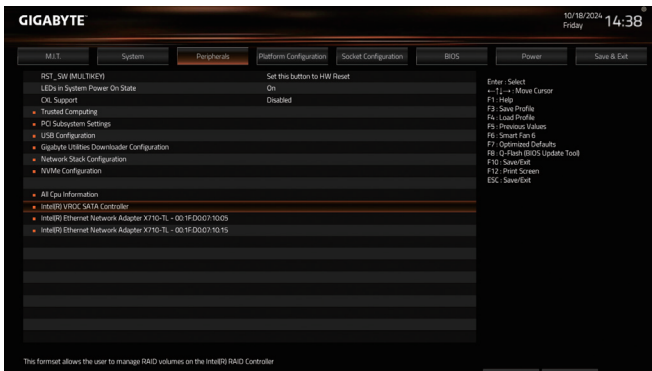 GIGABYTE™
10/18/2024
Friday
14:38
M.I.T.
System
Peripherals
Platform Configuration
Socket Configuration
BIOS
Power
Save & Exit
RST_SW (MULTIKEY) Set this button to HW Reset
LEDs in System Power On State On
CXL Support Disabled
Trusted Computing
PCI Subsystem Settings
USB Configuration
Gigabyte Utilities Downloader Configuration
Network Stack Configuration
NVMe Configuration
All Cpu Information
Intel(R) VROC SATA Controller
Intel(R) Ethernet Network Adapter X710-TL - 00:1F:D0:07:10:05
Intel(R) Ethernet Network Adapter X710-TL - 00:1F:D0:07:10:15
Enter : Select
←↑↓→ : Move Cursor
F1 : Help
F3 : Save Profile
F4 : Load Profile
F5 : Previous Values
F6 : Smart Fan 6
F7 : Optimized Defaults
F8 : Q-Flash (BIOS Update Tool)
F10 : Save/Exit
F12 : Print Screen
ESC : Save/Exit
This formset allows the user to manage RAID volumes on the Intel(R) RAID Controller